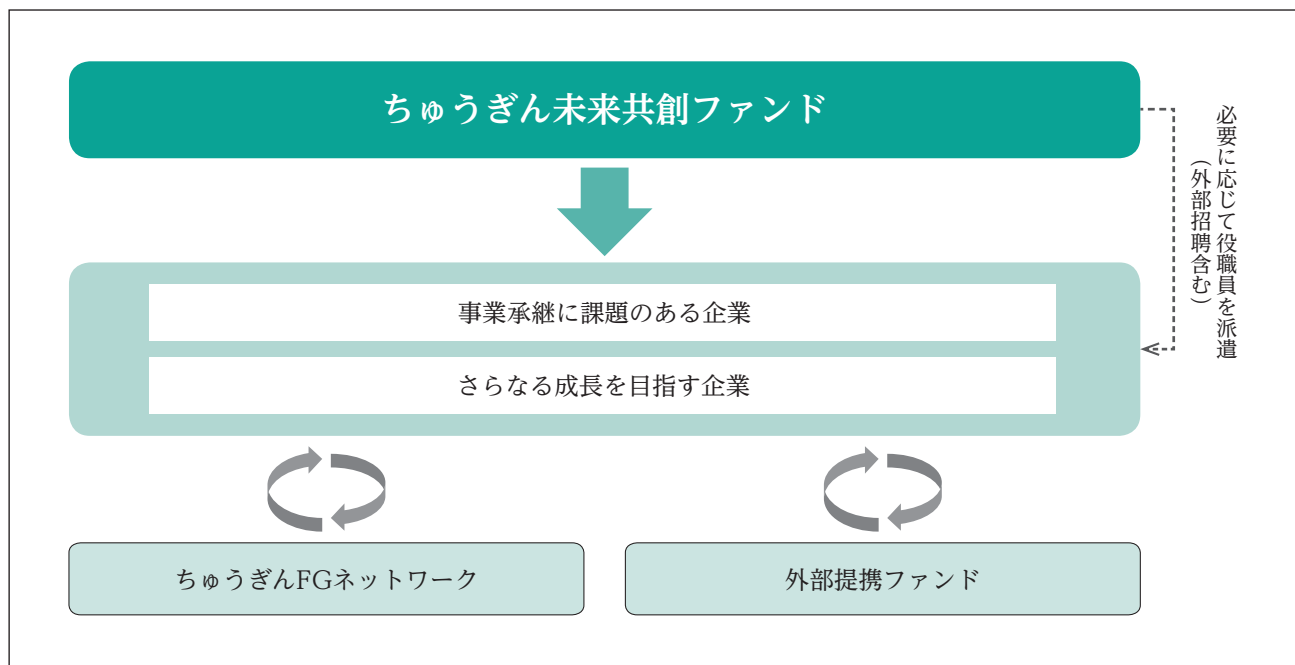 ちゅうぎん未来共創ファンド
必要に応じて役職員を派遣
（外部招聘含む）
事業承継に課題のある企業
さらなる成長を目指す企業
ちゅうぎんFGネットワーク
外部提携ファンド